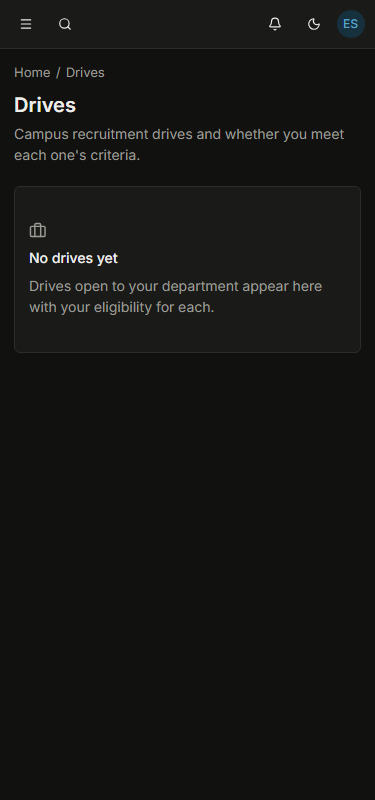 ES
Home / Drives
Drives
Campus recruitment drives and whether you meet
each one's criteria.
No drives yet
Drives open to your department appear here
with your eligibility for each.